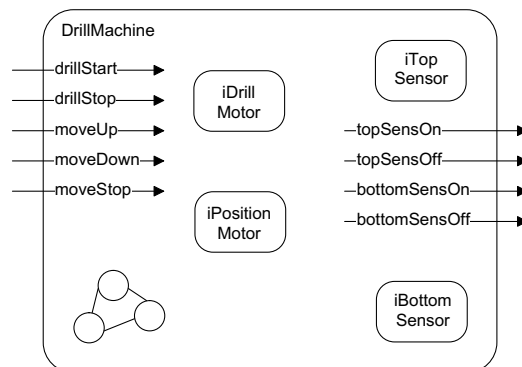 DrillMachine
drillStart
drillStop
moveUp
moveDown
moveStop
iDrill
Motor
iPosition
Motor
iTop
Sensor
topSensOn
topSensOff
bottomSensOn
bottomSensOff
iBottom
Sensor